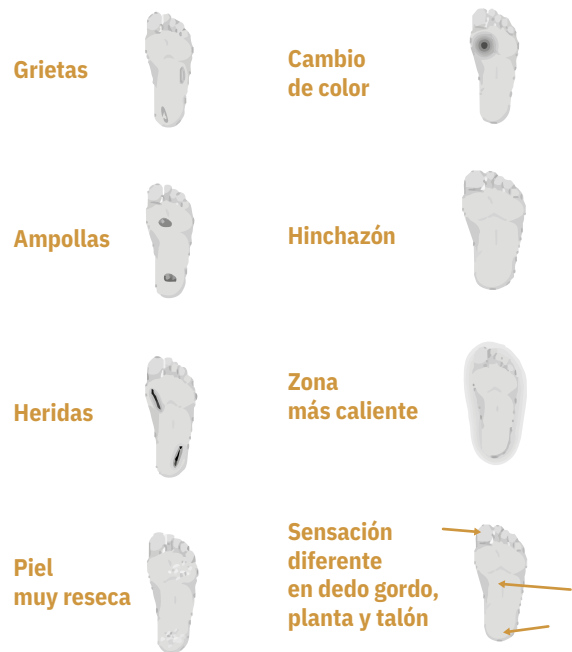 Grietas
Cambio
de color
Ampollas
Hinchazón
Heridas
Zona
más caliente
Piel
muy reseca
Sensación
diferente
en dedo gordo,
planta y talón